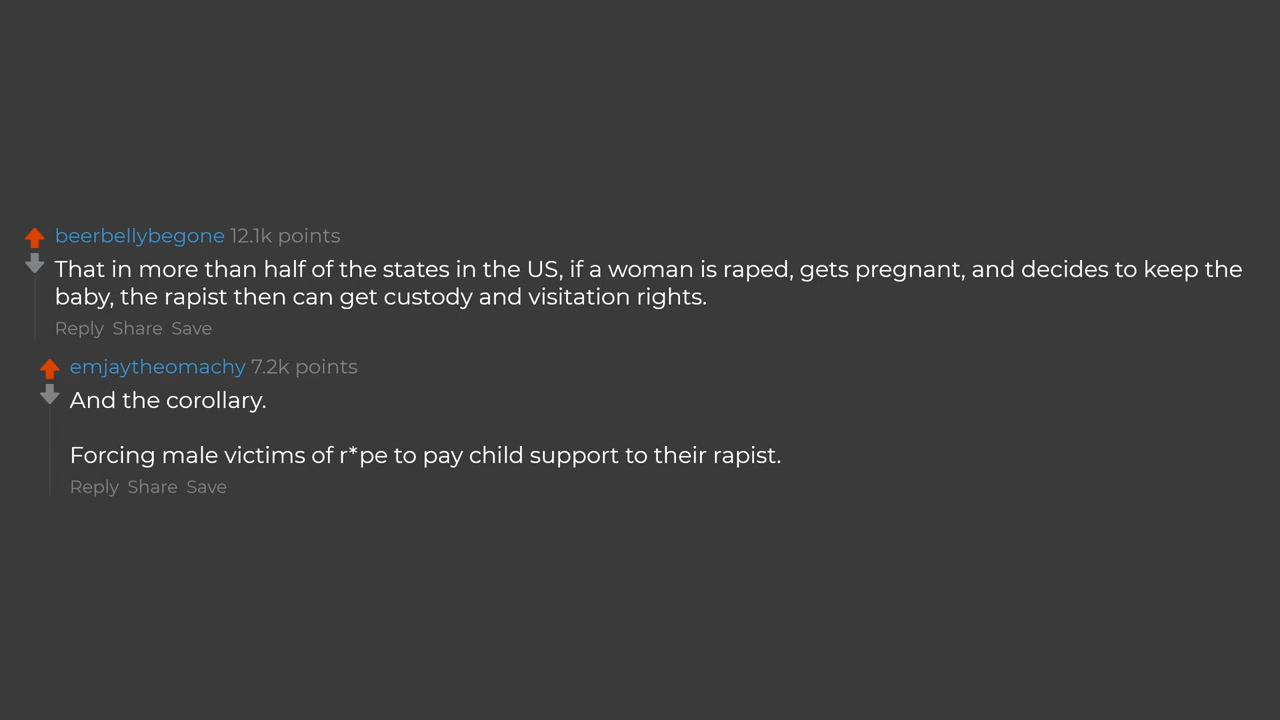 beerbellybegone 12.1k points
That in more than half of the states in the US, if a woman is raped, gets pregnant, and decides to keep the
baby, the rapist then can get custody and visitation rights.
Reply Share Save
emjaytheomachy 7.2k points
And the corollary.
Forcing male victims of r*pe to pay child support to their rapist.
Reply Share Save